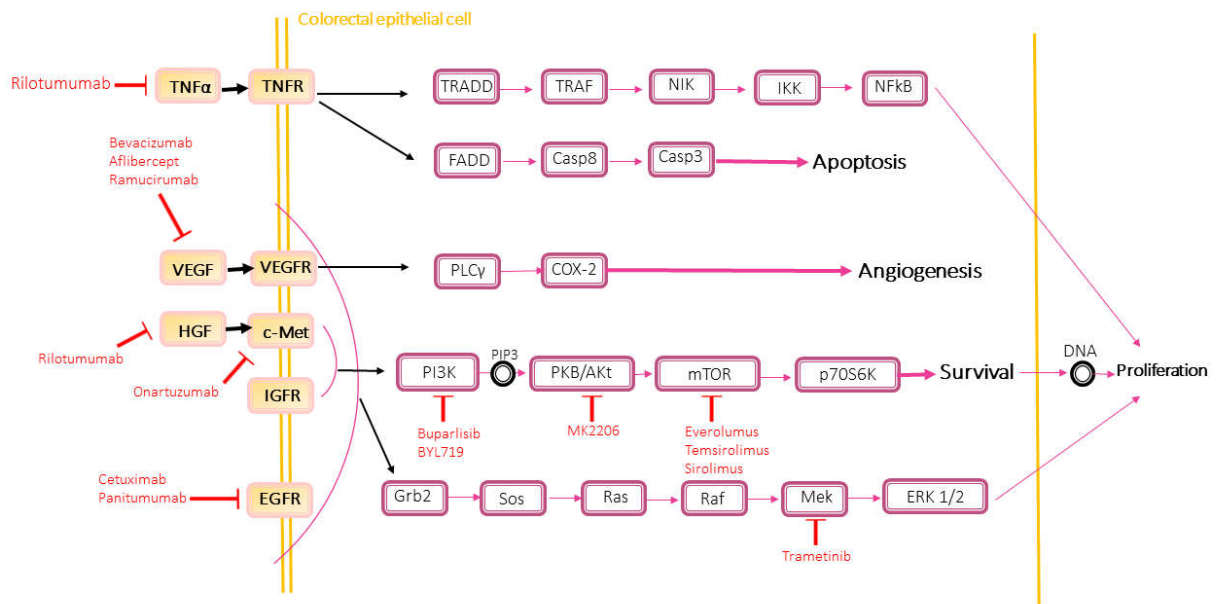 Colorectal epithelial cell
Rilotumumab
TNFα
TNFR
TRADD
TRAF
NIK
IKK
NFkB
Bevacizumab
Aflibercept
Ramucirumab
FADD
Casp8
Casp3
Apoptosis
VEGF
VEGFR
PLCγ
COX-2
Angiogenesis
HGF
c-Met
Rilotumumab
Onartuzumab
IGFR
PI3K
PIP3
PKB/AKt
mTOR
p70S6K
Survival
DNA
Proliferation
Buparlisib
BYL719
MK2206
Everolumus
Temsirolimus
Sirolimus
Cetuximab
Panitumumab
EGFR
Grb2
Sos
Ras
Raf
Mek
ERK 1/2
Trametinib